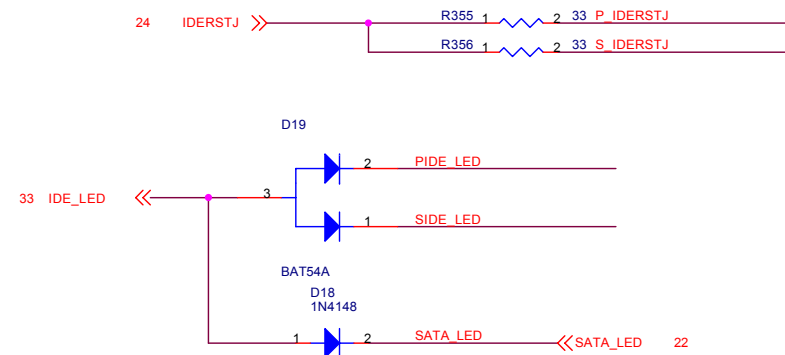 24 IDERSTJ R355 1 2 33 P_IDERSTJ
R356 1 2 33 S_IDERSTJ
D19
2 PIDE_LED
33 IDE_LED 3
1 SIDE_LED
BAT54A
D18
1N4148
1 2 SATA_LED SATA_LED 22